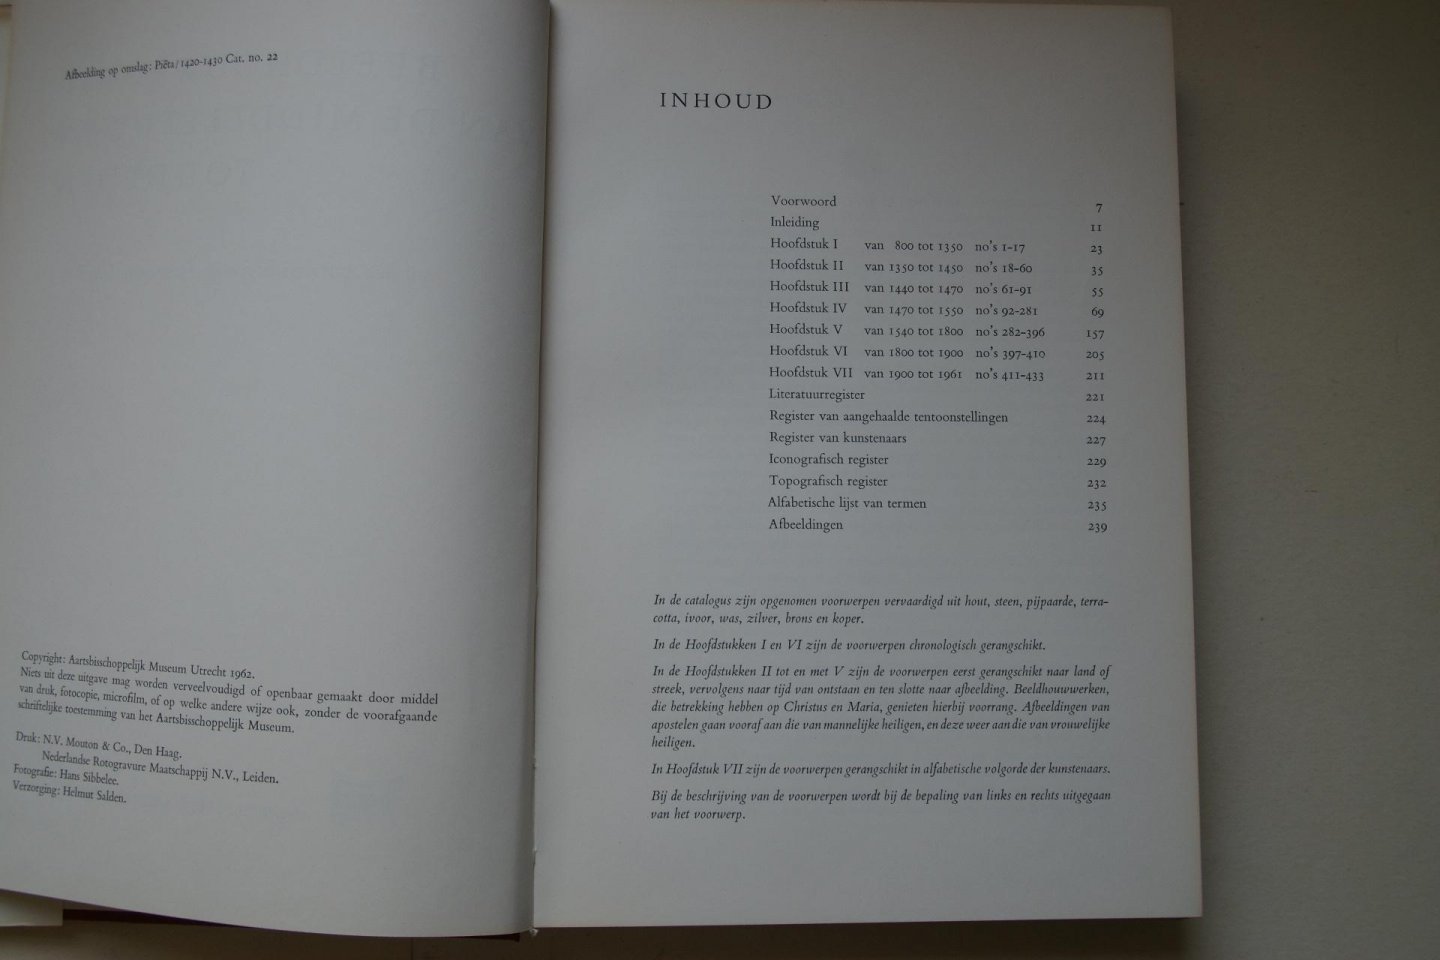 Afbeelding op omslag: Piëta / 1420-1430 Cat. no. 22
Copyright: Aartsbisschoppelijk Museum Utrecht 1962.
Niets uit deze uitgave mag worden verveelvoudigd of openbaar gemaakt door middel
van druk, fotocopie, microfilm, of op welke andere wijze ook, zonder de voorafgaande
schriftelijke toestemming van het Aartsbisschoppelijk Museum.
Druk: N.V. Mouton & Co., Den Haag.
Nederlandse Rotogravure Maatschappij N.V., Leiden.
Fotografie: Hans Sibbelee.
Verzorging: Helmut Salden.
INHOUD
Voorwoord 7
Inleiding 11
Hoofdstuk I van 800 tot 1350 no's 1-17 23
Hoofdstuk II van 1350 tot 1450 no's 18-60 35
Hoofdstuk III van 1440 tot 1470 no's 61-91 55
Hoofdstuk IV van 1470 tot 1550 no's 92-281 69
Hoofdstuk V van 1540 tot 1800 no's 282-396 157
Hoofdstuk VI van 1800 tot 1900 no's 397-410 205
Hoofdstuk VII van 1900 tot 1961 no's 411-433 211
Literatuurregister 221
Register van aangehaalde tentoonstellingen 224
Register van kunstenaars 227
Iconografisch register 229
Topografisch register 232
Alfabetische lijst van termen 235
Afbeeldingen 239
In de catalogus zijn opgenomen voorwerpen vervaardigd uit hout, steen, pijpaarde, terra-
cotta, ivoor, was, zilver, brons en koper.
In de Hoofdstukken I en VI zijn de voorwerpen chronologisch gerangschikt.
In de Hoofdstukken II tot en met V zijn de voorwerpen eerst gerangschikt naar land of
streek, vervolgens naar tijd van ontstaan en ten slotte naar afbeelding. Beeldhouwwerken,
die betrekking hebben op Christus en Maria, genieten hierbij voorrang. Afbeeldingen van
apostelen gaan vooraf aan die van mannelijke heiligen, en deze weer aan die van vrouwelijke
heiligen.
In Hoofdstuk VII zijn de voorwerpen gerangschikt in alfabetische volgorde der kunstenaars.
Bij de beschrijving van de voorwerpen wordt bij de bepaling van links en rechts uitgegaan
van het voorwerp.